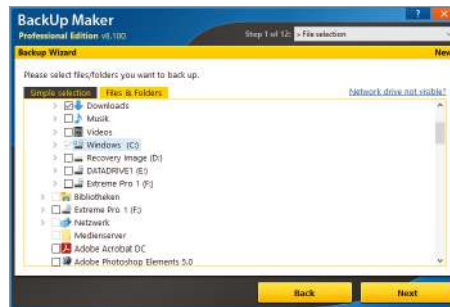 BackUp Maker
Professional Edition v8.100
Step 1 of 12: > File selection
Backup Wizard
New
Please select files/folders you want to back up.
Simple selection
Files & Folders
Network drive not visible?
Downloads
Musik
Videos
Windows (C:)
Recovery Image (D:)
DATADRIVE1 (E:)
Extreme Pro 1 (F:)
Bibliotheken
Extreme Pro 1 (F:)
Netzwerk
Medienserver
Adobe Acrobat DC
Adobe Photoshop Elements 5.0
Back
Next